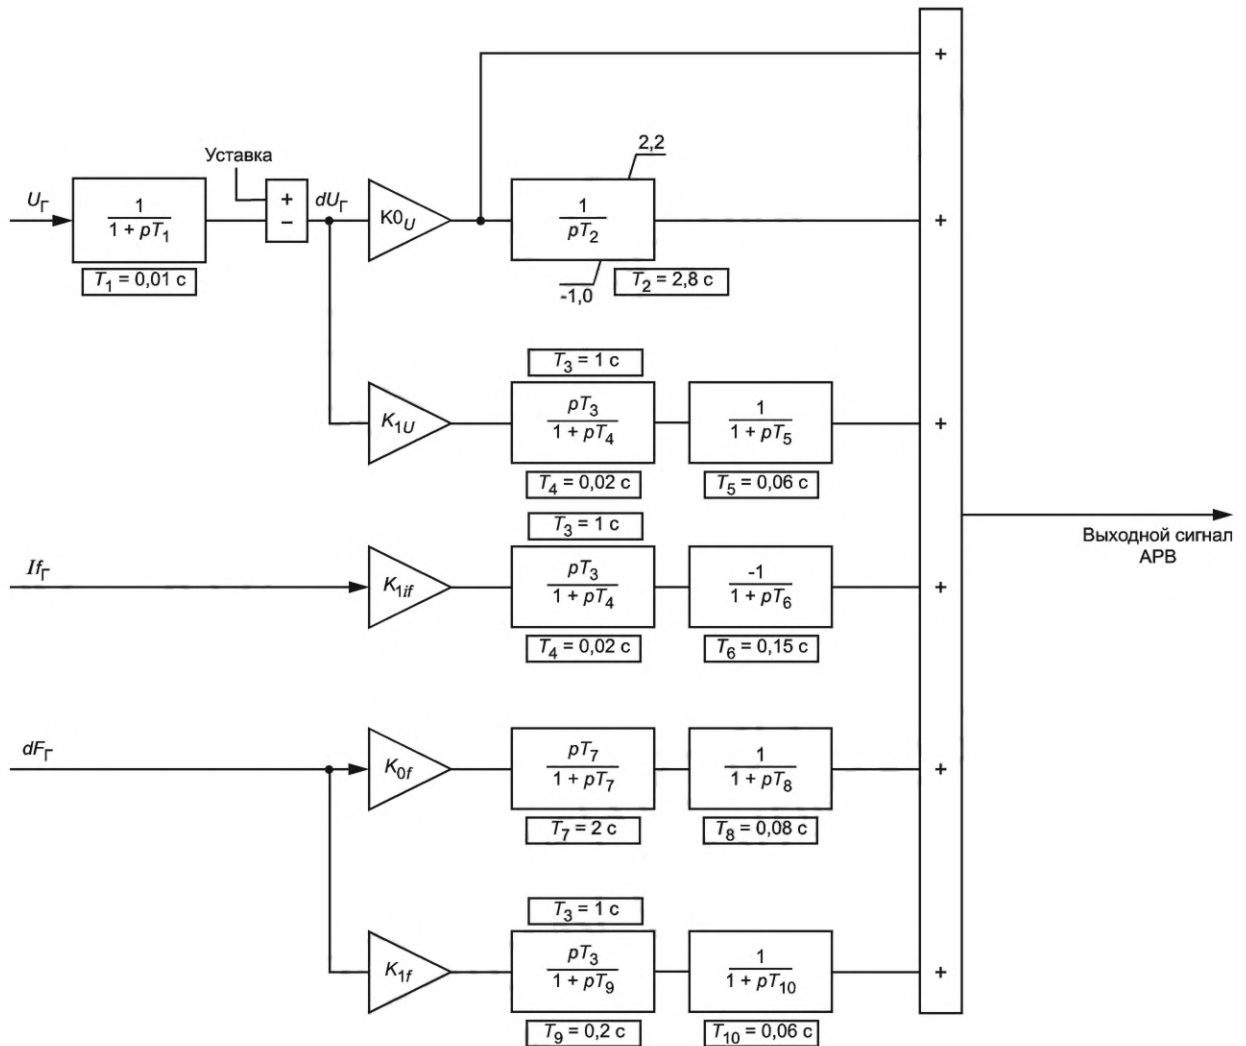 +
2,2
Уставка
U_Г
1
1 + pT_1
+
−
dU_Г
K0_U
1
pT_2
+
T_1 = 0,01 с
-1,0
T_2 = 2,8 с
T_3 = 1 с
K_1U
pT_3
1 + pT_4
1
1 + pT_5
+
T_4 = 0,02 с
T_5 = 0,06 с
T_3 = 1 с
Выходной сигнал
АРВ
If_Г
K_1if
pT_3
1 + pT_4
-1
1 + pT_6
+
T_4 = 0,02 с
T_6 = 0,15 с
dF_Г
K_0f
pT_7
1 + pT_7
1
1 + pT_8
+
T_7 = 2 с
T_8 = 0,08 с
T_3 = 1 с
K_1f
pT_3
1 + pT_9
1
1 + pT_10
+
T_9 = 0,2 с
T_10 = 0,06 с